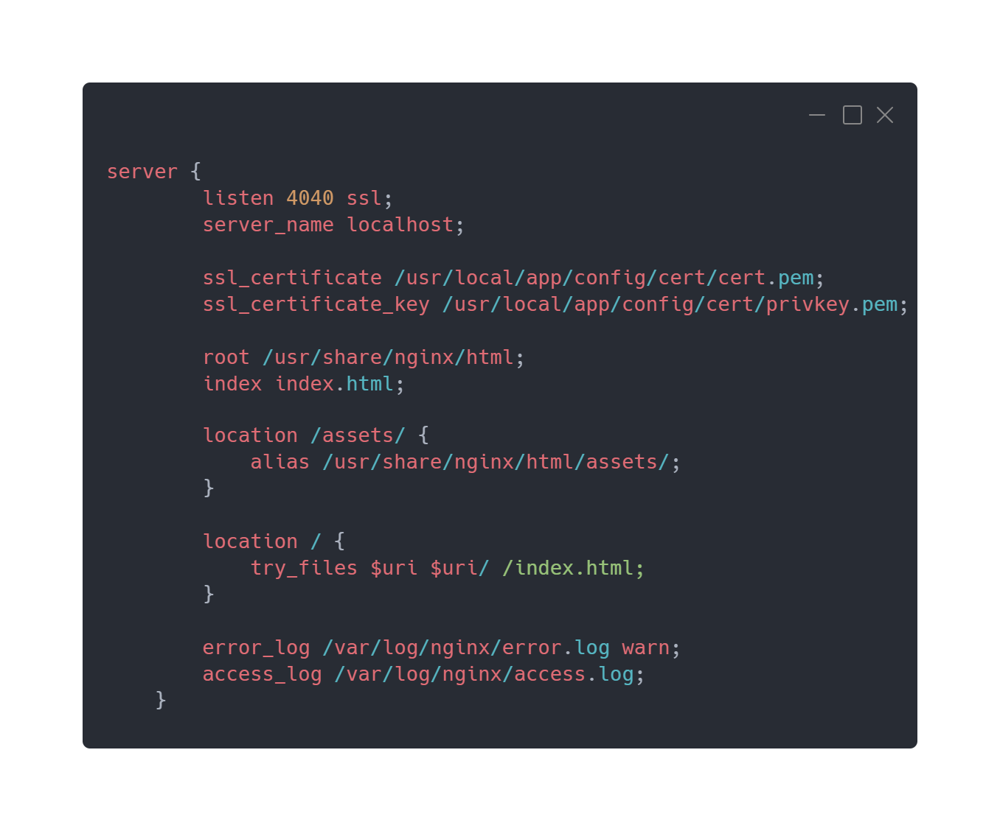 server {
        listen 4040 ssl;
        server_name localhost;

        ssl_certificate /usr/local/app/config/cert/cert.pem;
        ssl_certificate_key /usr/local/app/config/cert/privkey.pem;

        root /usr/share/nginx/html;
        index index.html;

        location /assets/ {
            alias /usr/share/nginx/html/assets/;
        }

        location / {
            try_files $uri $uri/ /index.html;
        }

        error_log /var/log/nginx/error.log warn;
        access_log /var/log/nginx/access.log;
    }